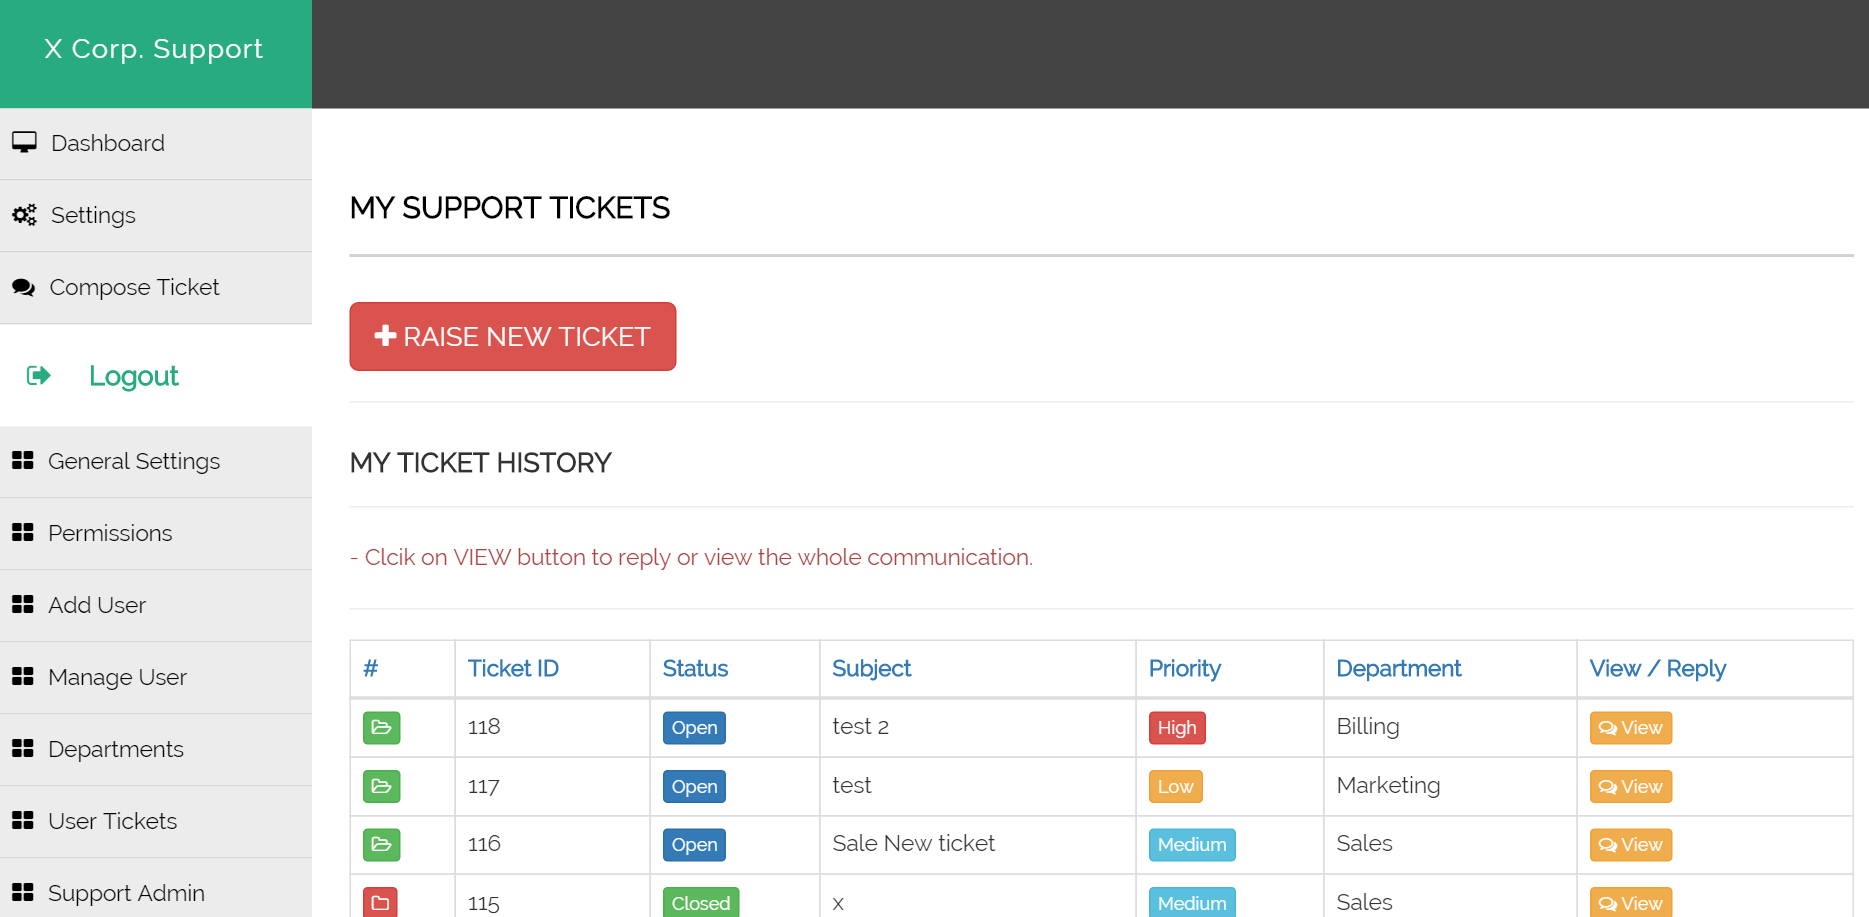 X Corp. Support
Dashboard
Settings
Compose Ticket
Logout
General Settings
Permissions
Add User
Manage User
Departments
User Tickets
Support Admin
MY SUPPORT TICKETS
RAISE NEW TICKET
MY TICKET HISTORY
- Clcik on VIEW button to reply or view the whole communication.
# Ticket ID Status Subject Priority Department View / Reply
118 Open test 2 High Billing View
117 Open test Low Marketing View
116 Open Sale New ticket Medium Sales View
115 Closed x Medium Sales View